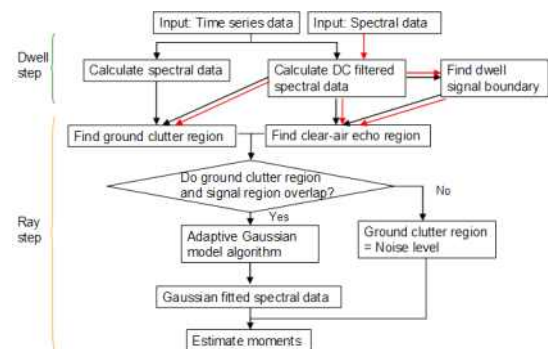 Input: Time series data
Input: Spectral data
Dwell
step
Calculate spectral data
Calculate DC filtered
spectral data
Find dwell
signal boundary
Find ground clutter region
Find clear-air echo region
Do ground clutter region
and signal region overlap?
No
Yes
Ray
step
Adaptive Gaussian
model algorithm
Ground clutter region
= Noise level
Gaussian fitted spectral data
Estimate moments